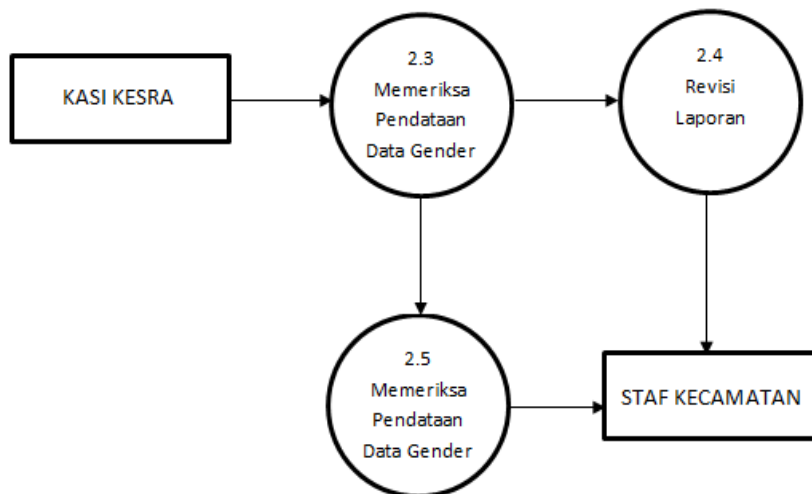 KASI KESRA
2.3
Memeriksa
Pendataan
Data Gender
2.4
Revisi
Laporan
2.5
Memeriksa
Pendataan
Data Gender
STAF KECAMATAN